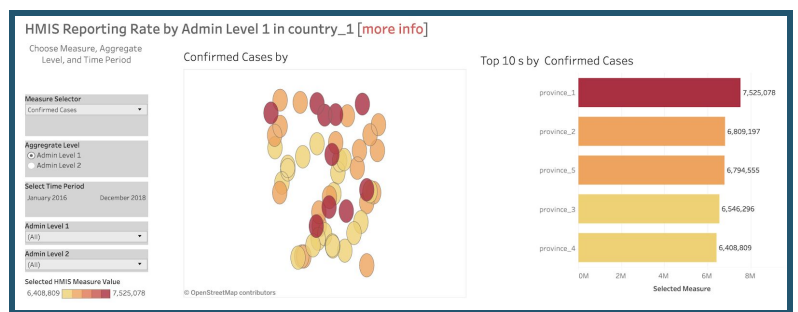 HMIS Reporting Rate by Admin Level 1 in country_1 [more info]
Choose Measure, Aggregate
Level, and Time Period
Measure Selector
Confirmed Cases
Aggregrate Level
Admin Level 1
Admin Level 2
Select Time Period
January 2016 December 2018
Admin Level 1
(All)
Admin Level 2
(All)
Selected HMIS Measure Value
6,408,809 7,525,078
Confirmed Cases by
© OpenStreetMap contributors
Top 10 s by Confirmed Cases
province_1 7,525,078
province_2 6,809,197
province_5 6,794,555
province_3 6,546,296
province_4 6,408,809
0M 2M 4M 6M 8M
Selected Measure